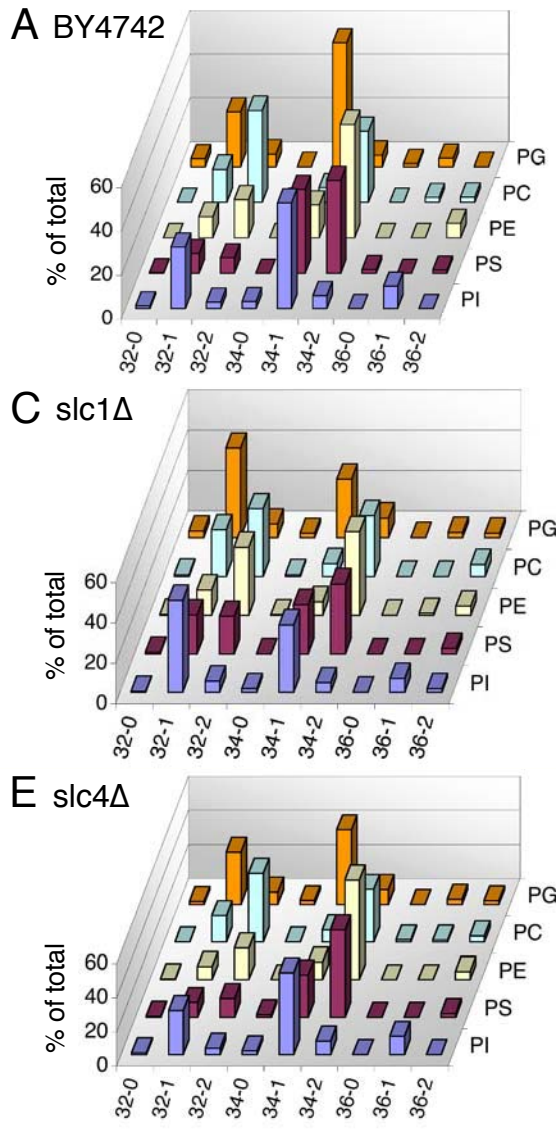 A BY4742
% of total
60
40
20
0
PG
PC
PE
PS
PI
32-0
32-1
32-2
34-0
34-1
34-2
36-0
36-1
36-2
C slc1Δ
% of total
60
40
20
0
PG
PC
PE
PS
PI
32-0
32-1
32-2
34-0
34-1
34-2
36-0
36-1
36-2
E slc4Δ
% of total
60
40
20
0
PG
PC
PE
PS
PI
32-0
32-1
32-2
34-0
34-1
34-2
36-0
36-1
36-2